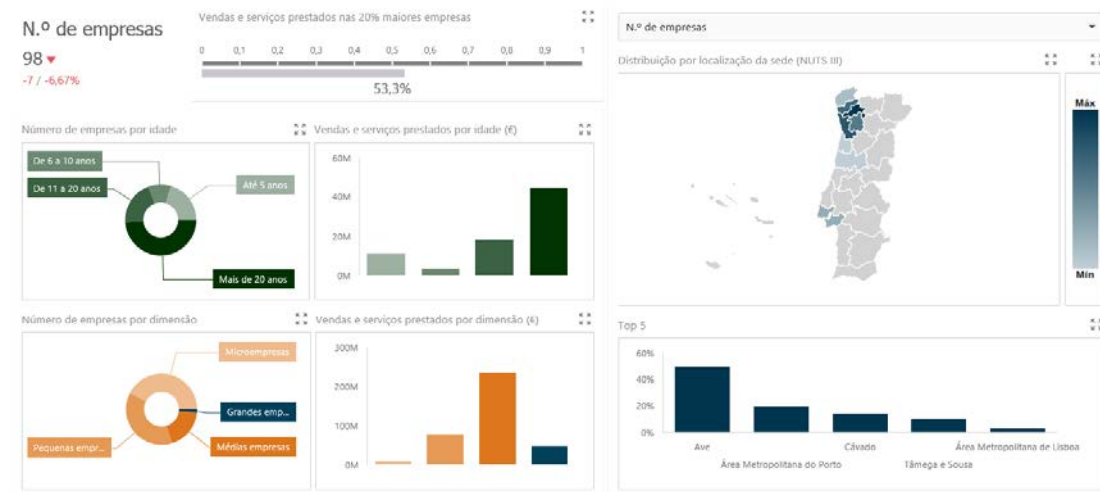 N.º de empresas
98
-7 / -6,67%
Vendas e serviços prestados nas 20% maiores empresas
0 0,1 0,2 0,3 0,4 0,5 0,6 0,7 0,8 0,9 1
53,3%
Número de empresas por idade
De 6 a 10 anos
De 11 a 20 anos
Até 5 anos
Mais de 20 anos
Vendas e serviços prestados por idade (€)
60M
40M
20M
0M
Número de empresas por dimensão
Microempresas
Grandes emp...
Pequenas empr...
Médias empresas
Vendas e serviços prestados por dimensão (€)
300M
200M
100M
0M
N.º de empresas
Distribuição por localização da sede (NUTS III)
Máx
Mín
Top 5
60%
40%
20%
0%
Ave Cávado Área Metropolitana de Lisboa
Área Metropolitana do Porto Tâmega e Sousa